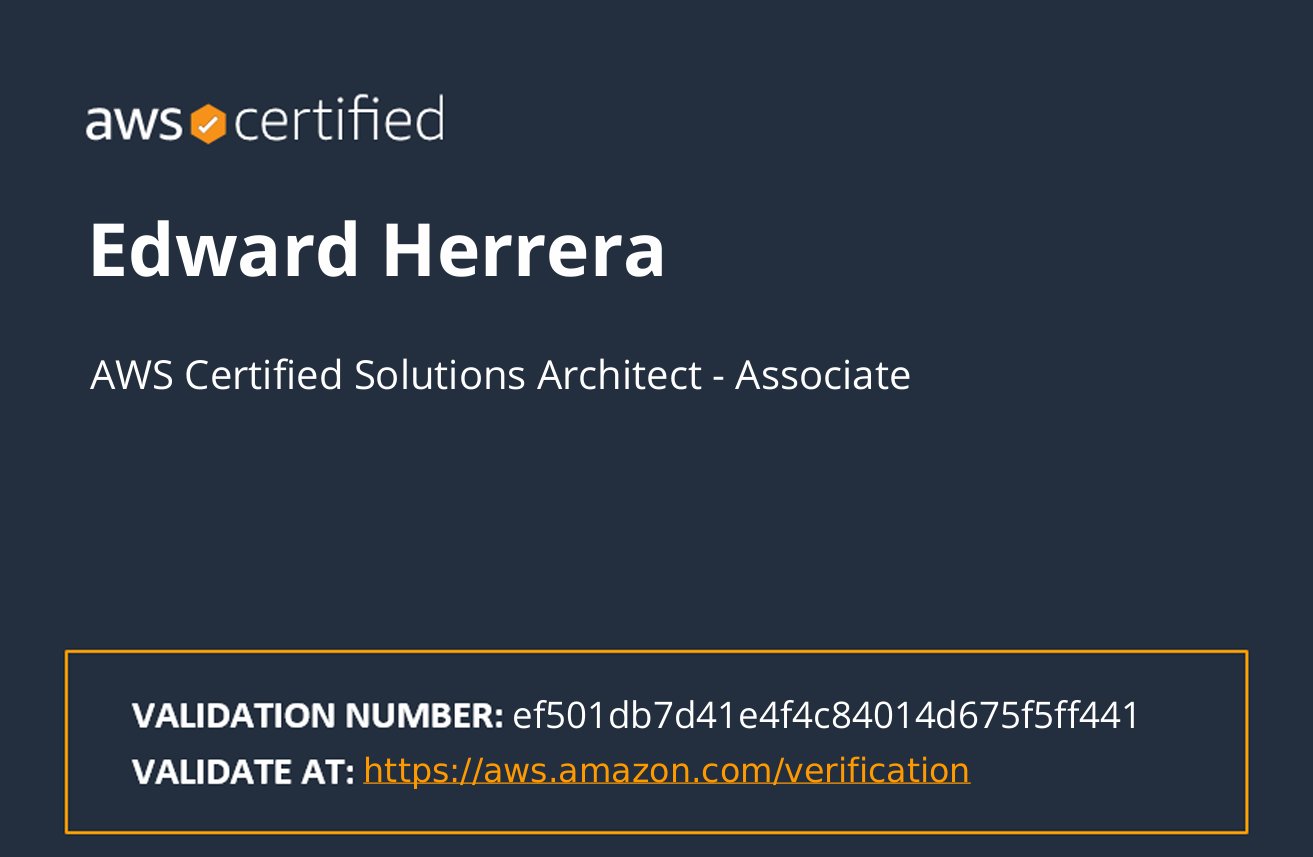 aws certified
Edward Herrera
AWS Certified Solutions Architect - Associate
VALIDATION NUMBER: ef501db7d41e4f4c84014d675f5ff441
VALIDATE AT: https://aws.amazon.com/verification